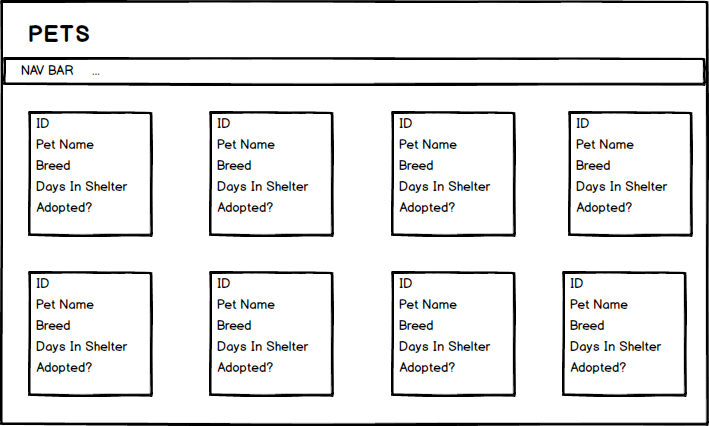 PETS
NAV BAR ...
ID
Pet Name
Breed
Days In Shelter
Adopted?
ID
Pet Name
Breed
Days In Shelter
Adopted?
ID
Pet Name
Breed
Days In Shelter
Adopted?
ID
Pet Name
Breed
Days In Shelter
Adopted?
ID
Pet Name
Breed
Days In Shelter
Adopted?
ID
Pet Name
Breed
Days In Shelter
Adopted?
ID
Pet Name
Breed
Days In Shelter
Adopted?
ID
Pet Name
Breed
Days In Shelter
Adopted?